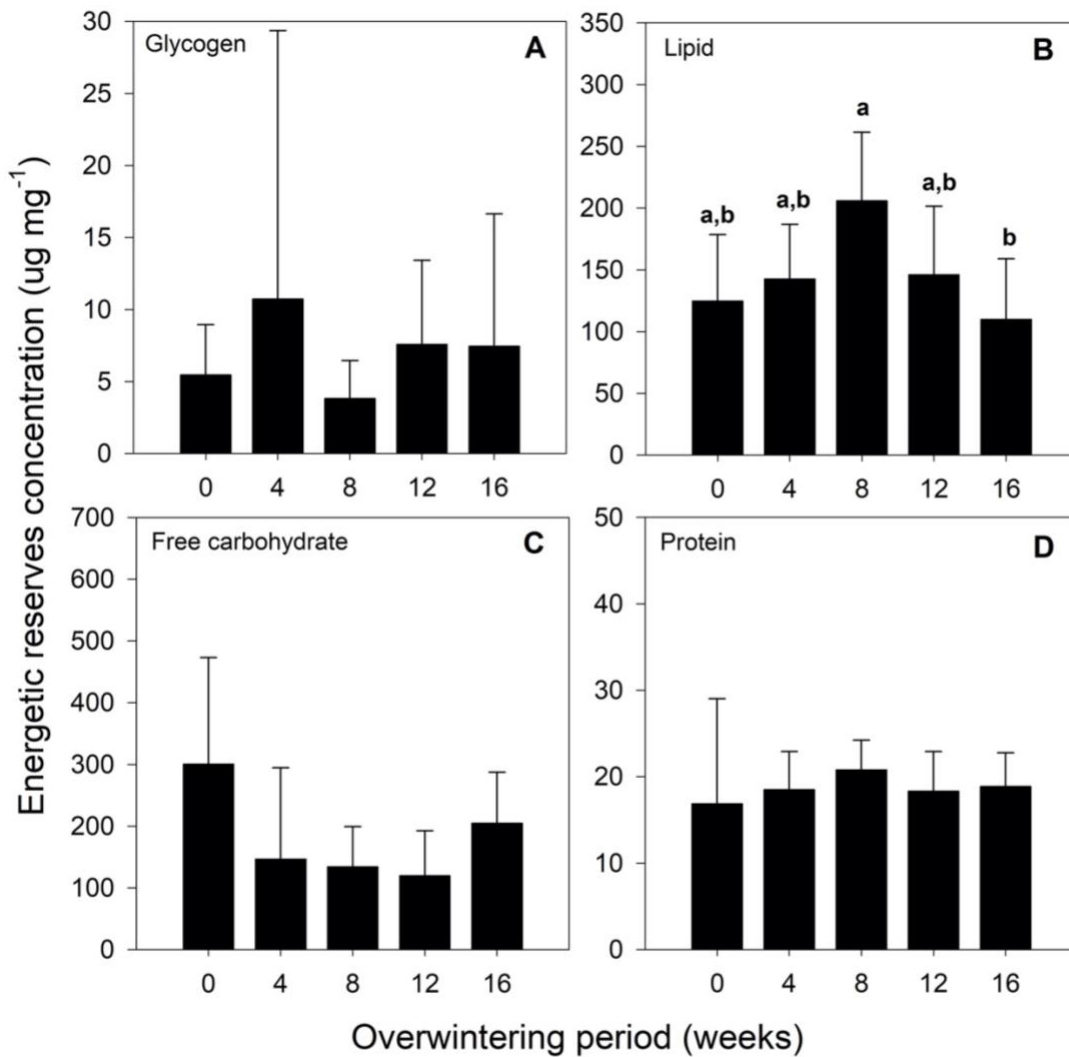 Energetic reserves concentration (ug mg-1)
Glycogen A
30
25
20
15
10
5
0
0 4 8 12 16
Lipid B
350
300
250
200
150
100
50
0
a,b a,b a a,b b
0 4 8 12 16
Free carbohydrate C
700
600
500
400
300
200
100
0
0 4 8 12 16
Protein D
50
40
30
20
10
0
0 4 8 12 16
Overwintering period (weeks)